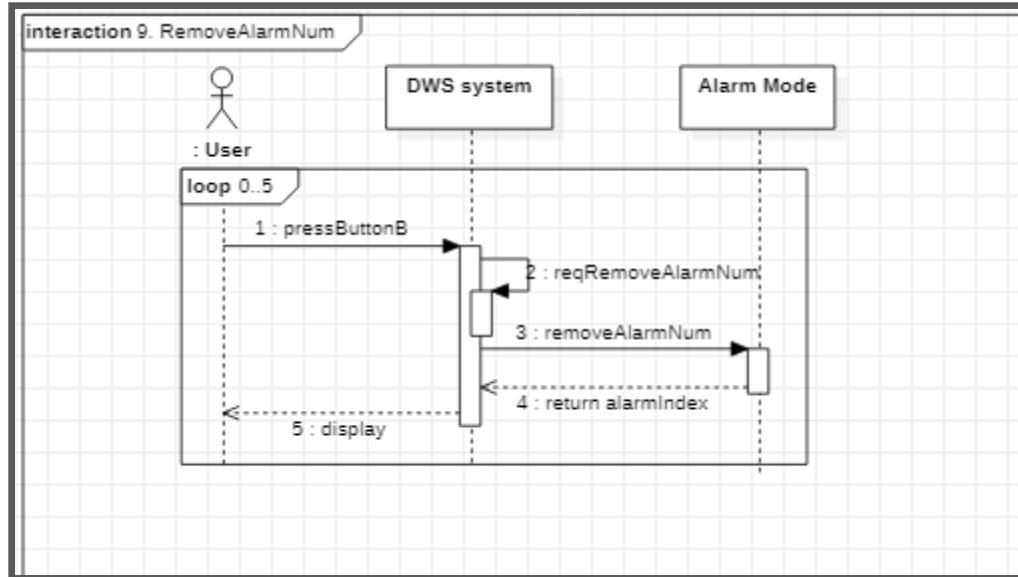 interaction 9. RemoveAlarmNum
DWS system
Alarm Mode
: User
loop 0..5
1 : pressButtonB
2 : reqRemoveAlarmNum
3 : removeAlarmNum
4 : return alarmIndex
5 : display